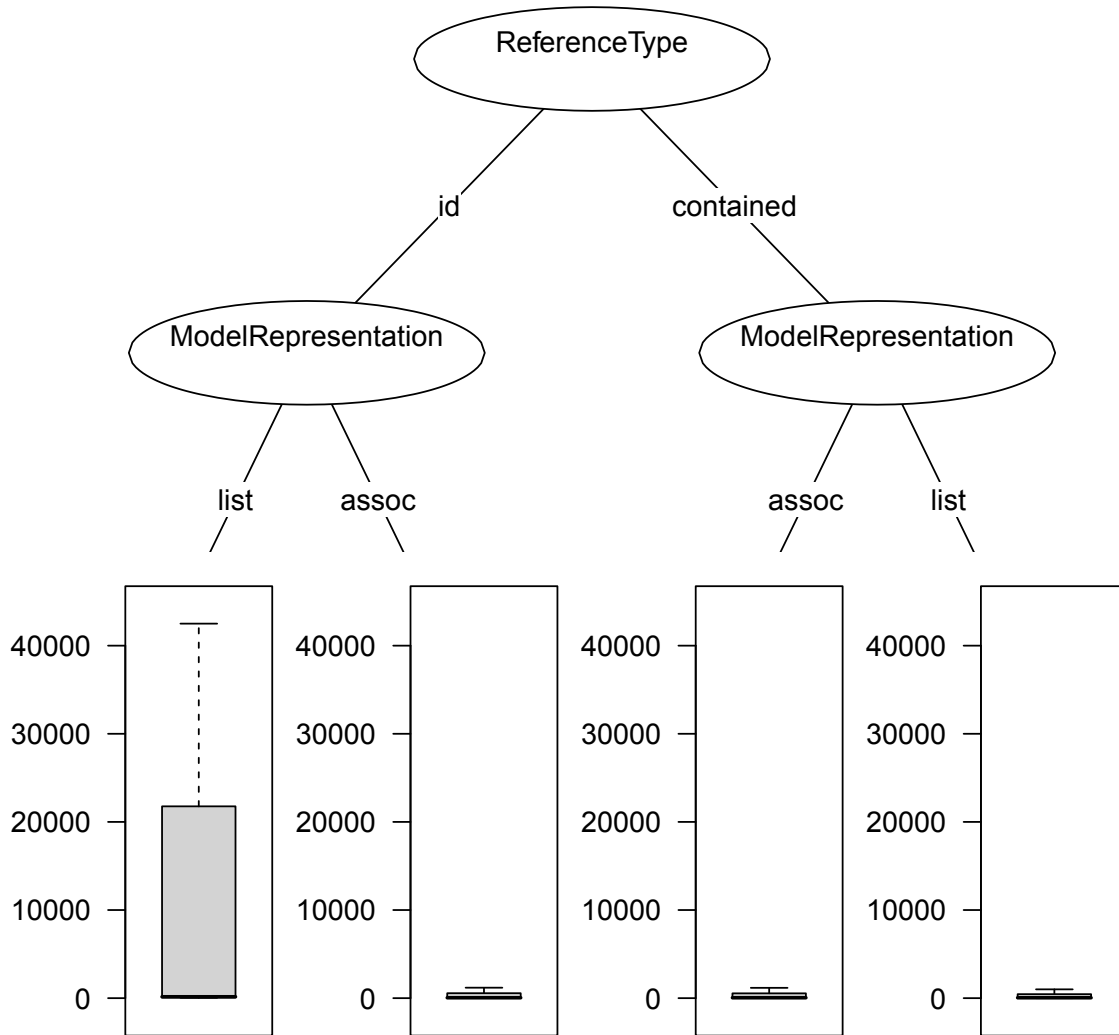 ReferenceType
id contained
ModelRepresentation ModelRepresentation
list assoc assoc list
40000 40000 40000 40000
30000 30000 30000 30000
20000 20000 20000 20000
10000 10000 10000 10000
0 0 0 0